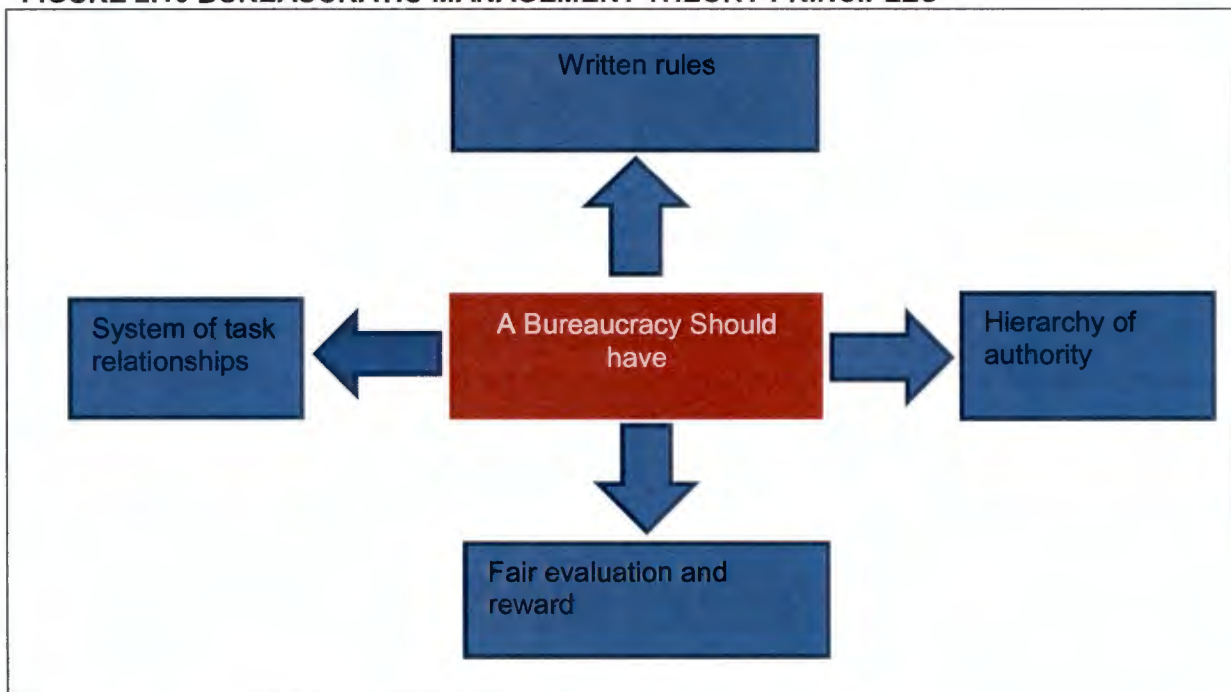 Written rules
System of task
relationships
A Bureaucracy Should
have
Hierarchy of
authority
Fair evaluation and
reward